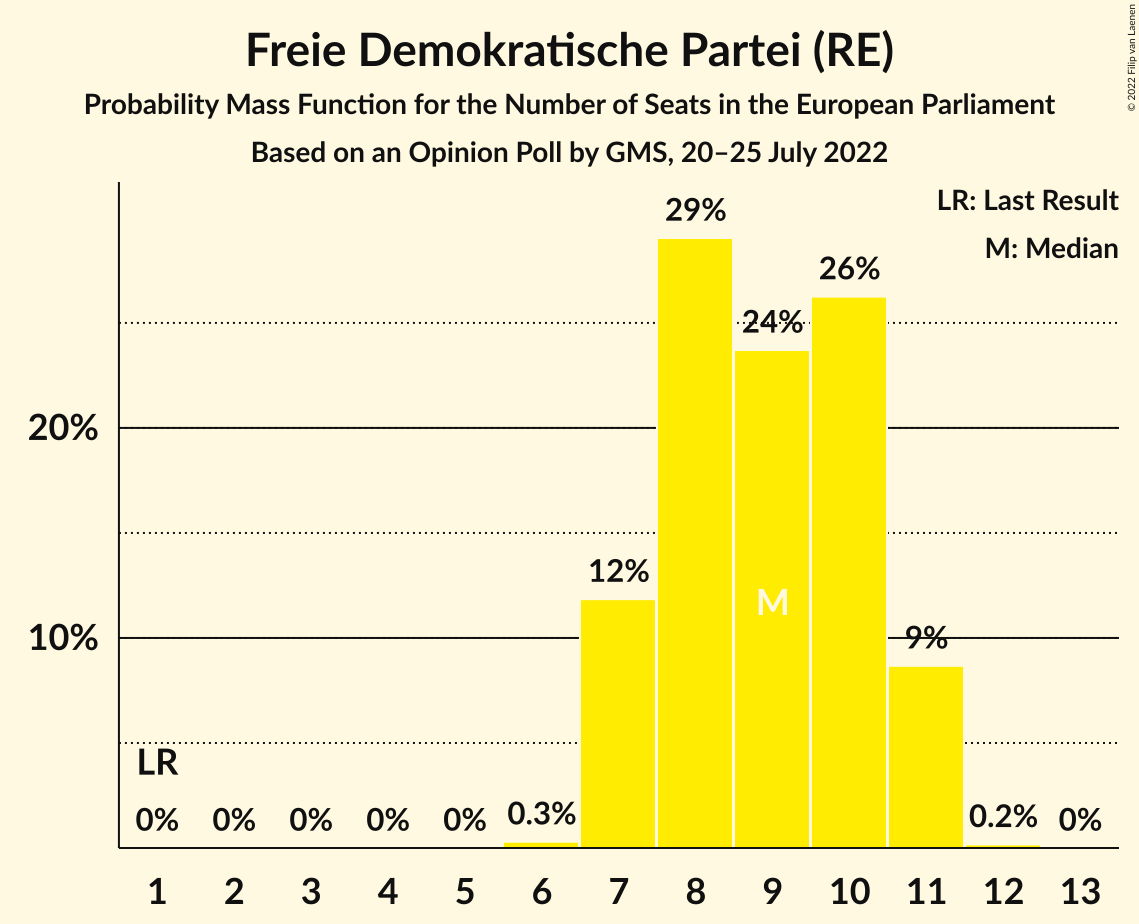 Freie Demokratische Partei (RE)
Probability Mass Function for the Number of Seats in the European Parliament
Based on an Opinion Poll by GMS, 20–25 July 2022
© 2022 Filip van Laenen
LR: Last Result
M: Median
29%
26%
24%
20%
12%
M
10%
9%
LR
0% 0% 0% 0% 0% 0.3% 0.2% 0%
1 2 3 4 5 6 7 8 9 10 11 12 13